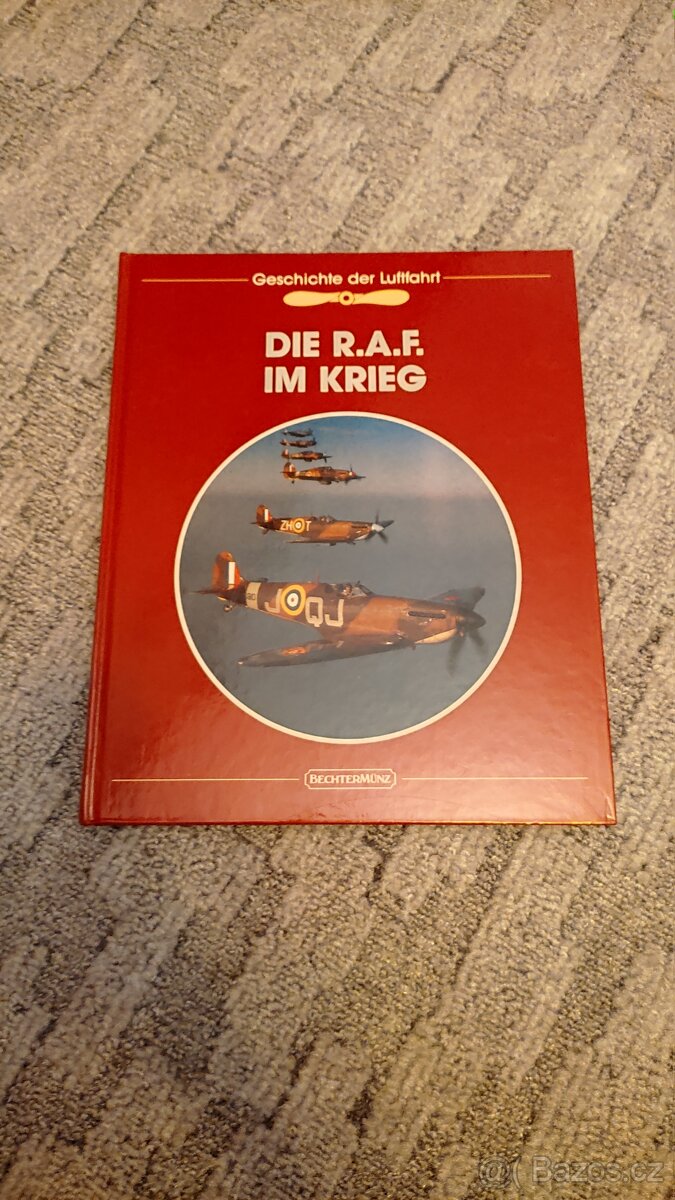 Geschichte der Luftfahrt
DIE R.A.F.
IM KRIEG
ZH T
J QJ
BECHTERMÜNZ
@( Bazos.cz